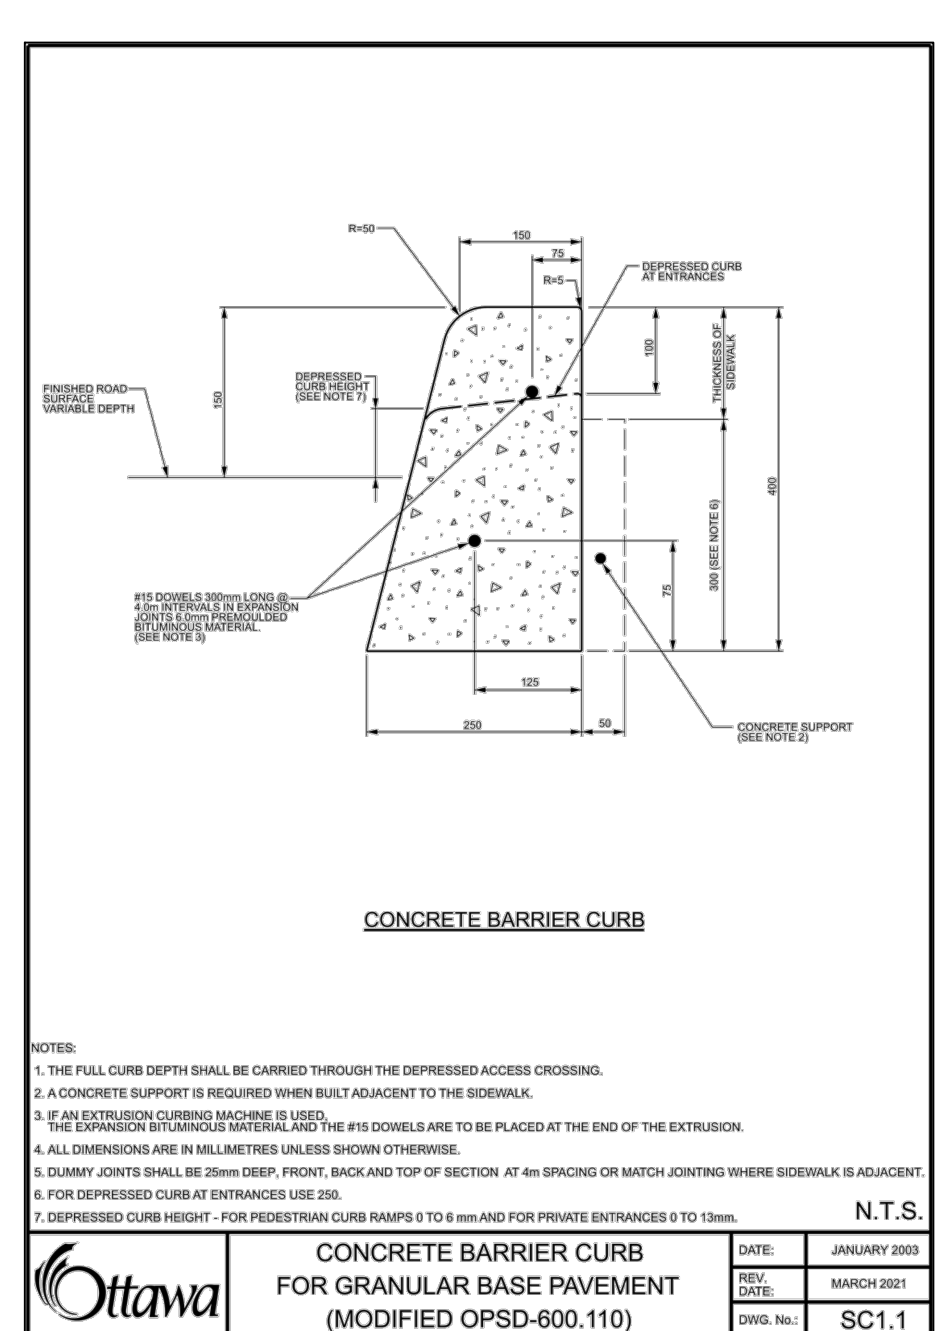 R=50
150
75
R=5
DEPRESSED CURB
AT ENTRANCES
FINISHED ROAD
SURFACE
VARIABLE DEPTH
150
DEPRESSED
CURB HEIGHT
(SEE NOTE 7)
100
THICKNESS OF
SIDEWALK
400
300 (SEE NOTE 6)
75
#15 DOWELS 300mm LONG @
4.0m INTERVALS IN EXPANSION
JOINTS 6.0mm PREMOULDED
BITUMINOUS MATERIAL.
(SEE NOTE 3)
125
250
50
CONCRETE SUPPORT
(SEE NOTE 2)
CONCRETE BARRIER CURB
NOTES:
1. THE FULL CURB DEPTH SHALL BE CARRIED THROUGH THE DEPRESSED ACCESS CROSSING.
2. A CONCRETE SUPPORT IS REQUIRED WHEN BUILT ADJACENT TO THE SIDEWALK.
3. IF AN EXTRUSION CURBING MACHINE IS USED,
THE EXPANSION BITUMINOUS MATERIAL AND THE #15 DOWELS ARE TO BE PLACED AT THE END OF THE EXTRUSION.
4. ALL DIMENSIONS ARE IN MILLIMETRES UNLESS SHOWN OTHERWISE.
5. DUMMY JOINTS SHALL BE 25mm DEEP, FRONT, BACK AND TOP OF SECTION AT 4m SPACING OR MATCH JOINTING WHERE SIDEWALK IS ADJACENT.
6. FOR DEPRESSED CURB AT ENTRANCES USE 250.
7. DEPRESSED CURB HEIGHT - FOR PEDESTRIAN CURB RAMPS 0 TO 6 mm AND FOR PRIVATE ENTRANCES 0 TO 13mm.
N.T.S.
Ottawa
CONCRETE BARRIER CURB
FOR GRANULAR BASE PAVEMENT
(MODIFIED OPSD-600.110)
DATE: JANUARY 2003
REV. DATE: MARCH 2021
DWG. No.: SC1.1